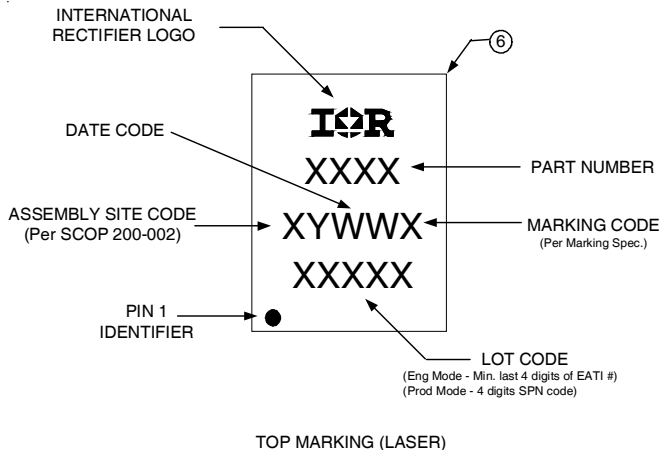 INTERNATIONAL
RECTIFIER LOGO
6
IOR
DATE CODE
XXXX
PART NUMBER
ASSEMBLY SITE CODE
(Per SCOP 200-002)
XYWWX
MARKING CODE
(Per Marking Spec.)
XXXXX
PIN 1
IDENTIFIER
LOT CODE
(Eng Mode - Min. last 4 digits of EATI #)
(Prod Mode - 4 digits SPN code)
TOP MARKING (LASER)